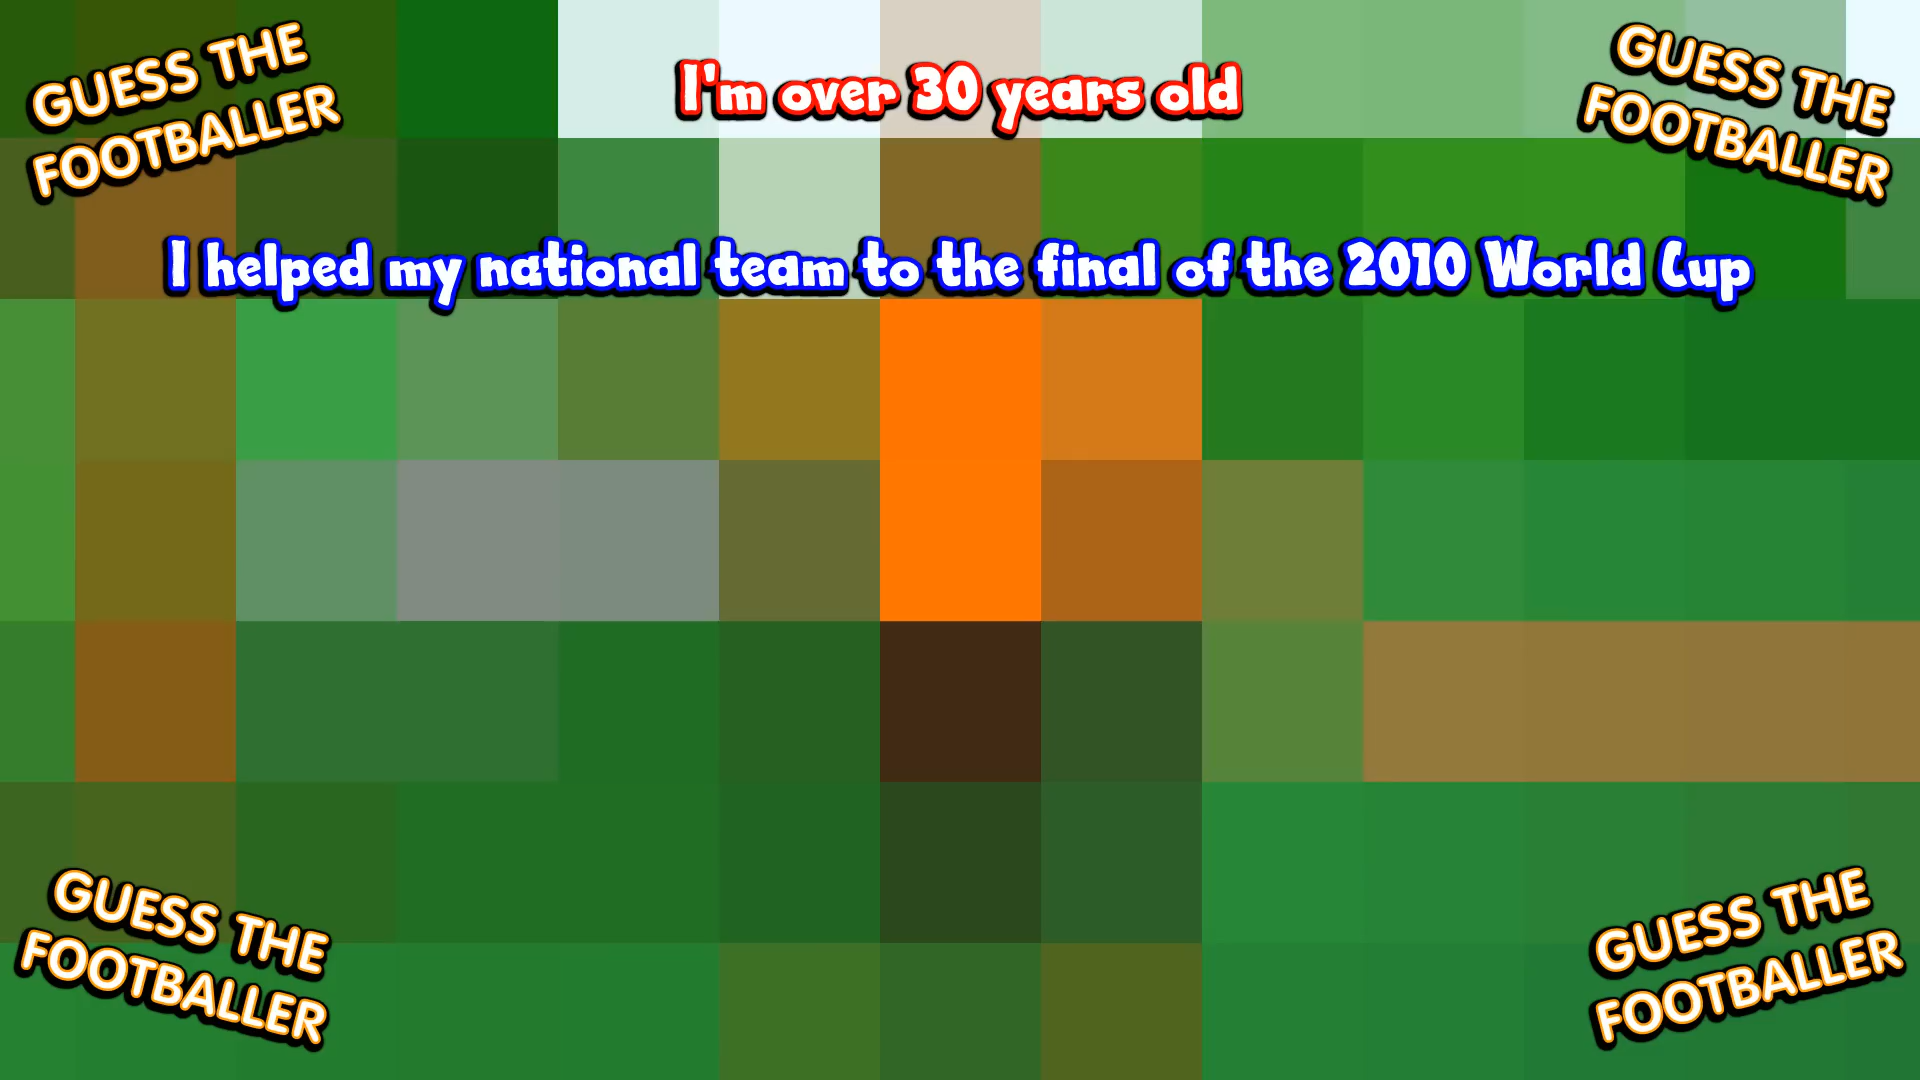 GUESS THE
FOOTBALLER
I'm over 30 years old
GUESS THE
FOOTBALLER
I helped my national team to the final of the 2010 World Cup
GUESS THE
FOOTBALLER
GUESS THE
FOOTBALLER